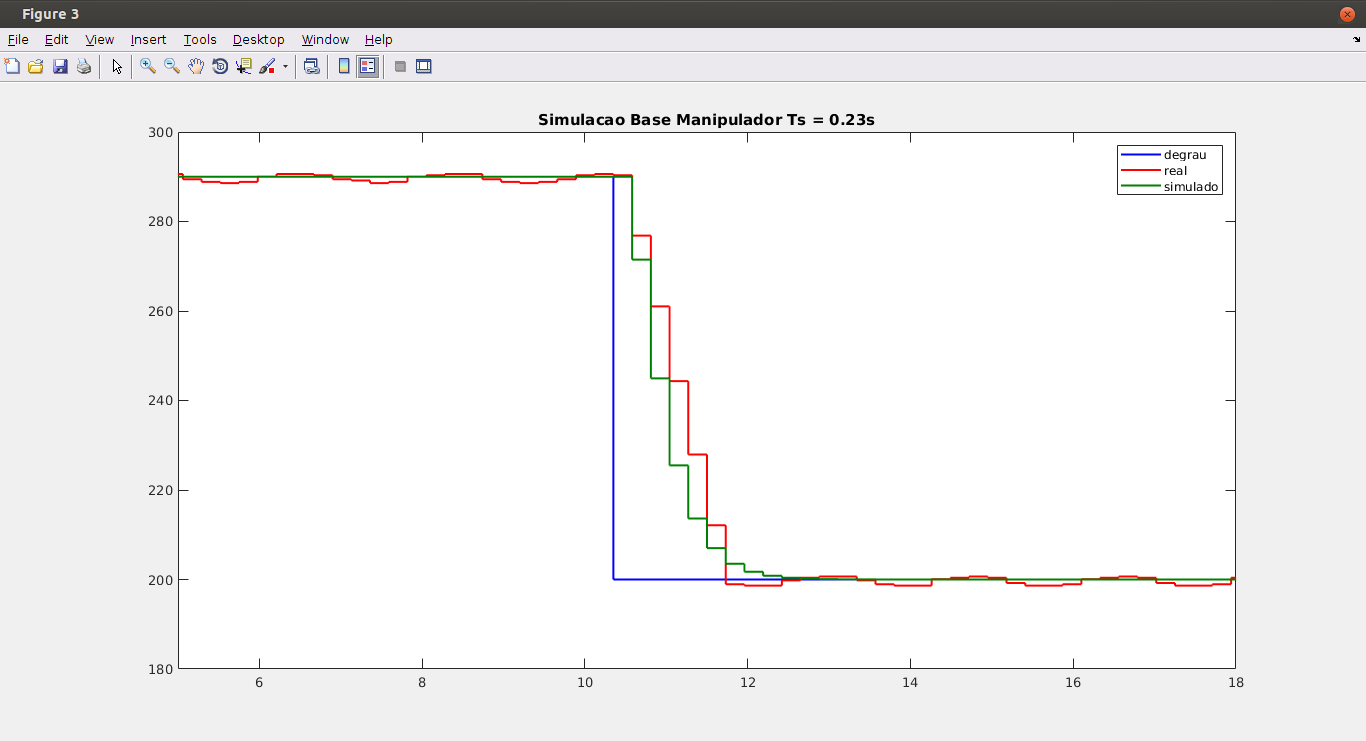 Figure 3
File Edit View Insert Tools Desktop Window Help
Simulacao Base Manipulador Ts = 0.23s
300
280
260
240
220
200
180
6 8 10 12 14 16 18
degrau
real
simulado